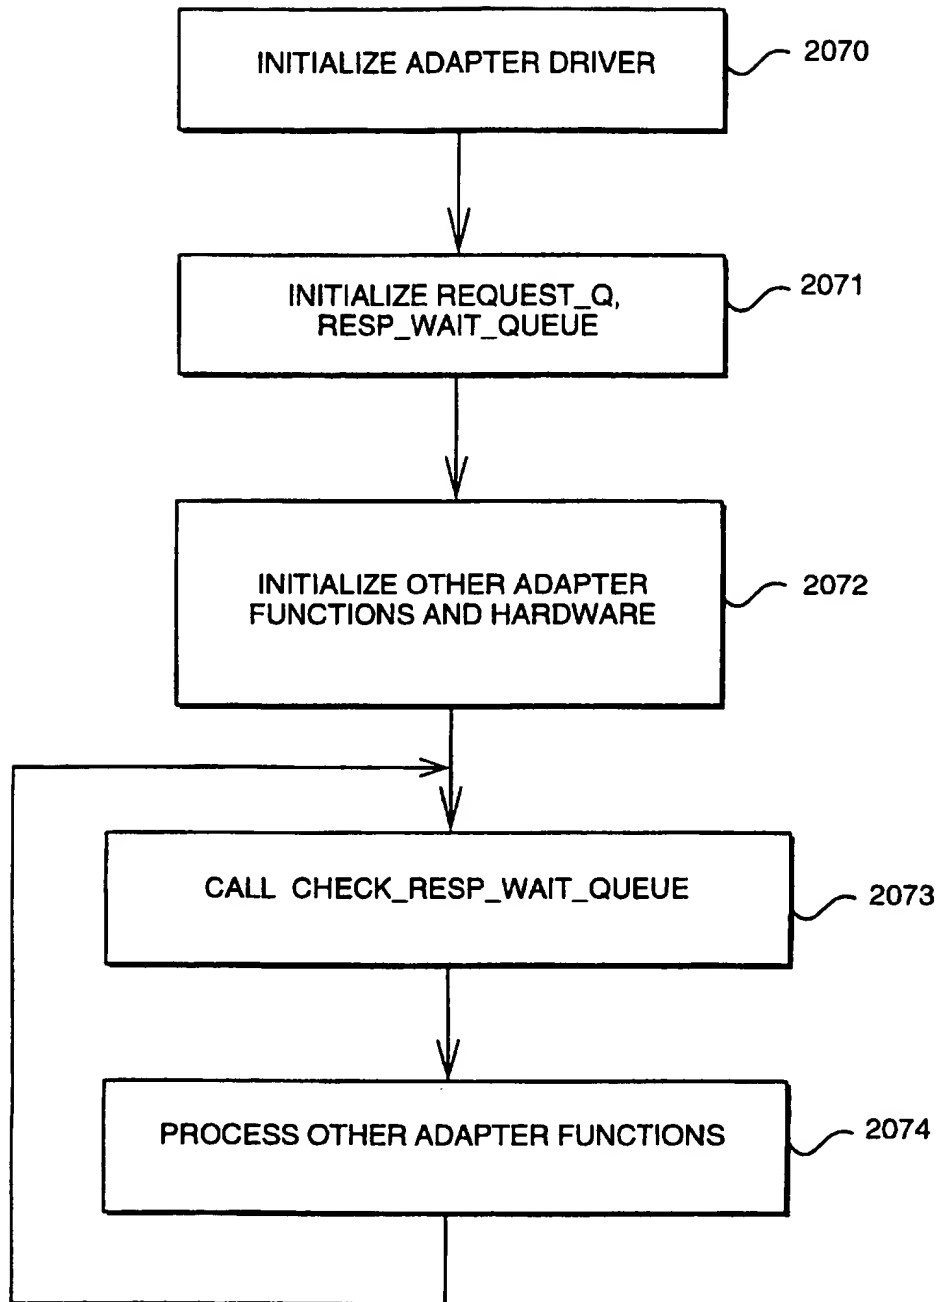 INITIALIZE ADAPTER DRIVER
2070
INITIALIZE REQUEST_Q,
RESP_WAIT_QUEUE
2071
INITIALIZE OTHER ADAPTER
FUNCTIONS AND HARDWARE
2072
CALL CHECK_RESP_WAIT_QUEUE
2073
PROCESS OTHER ADAPTER FUNCTIONS
2074